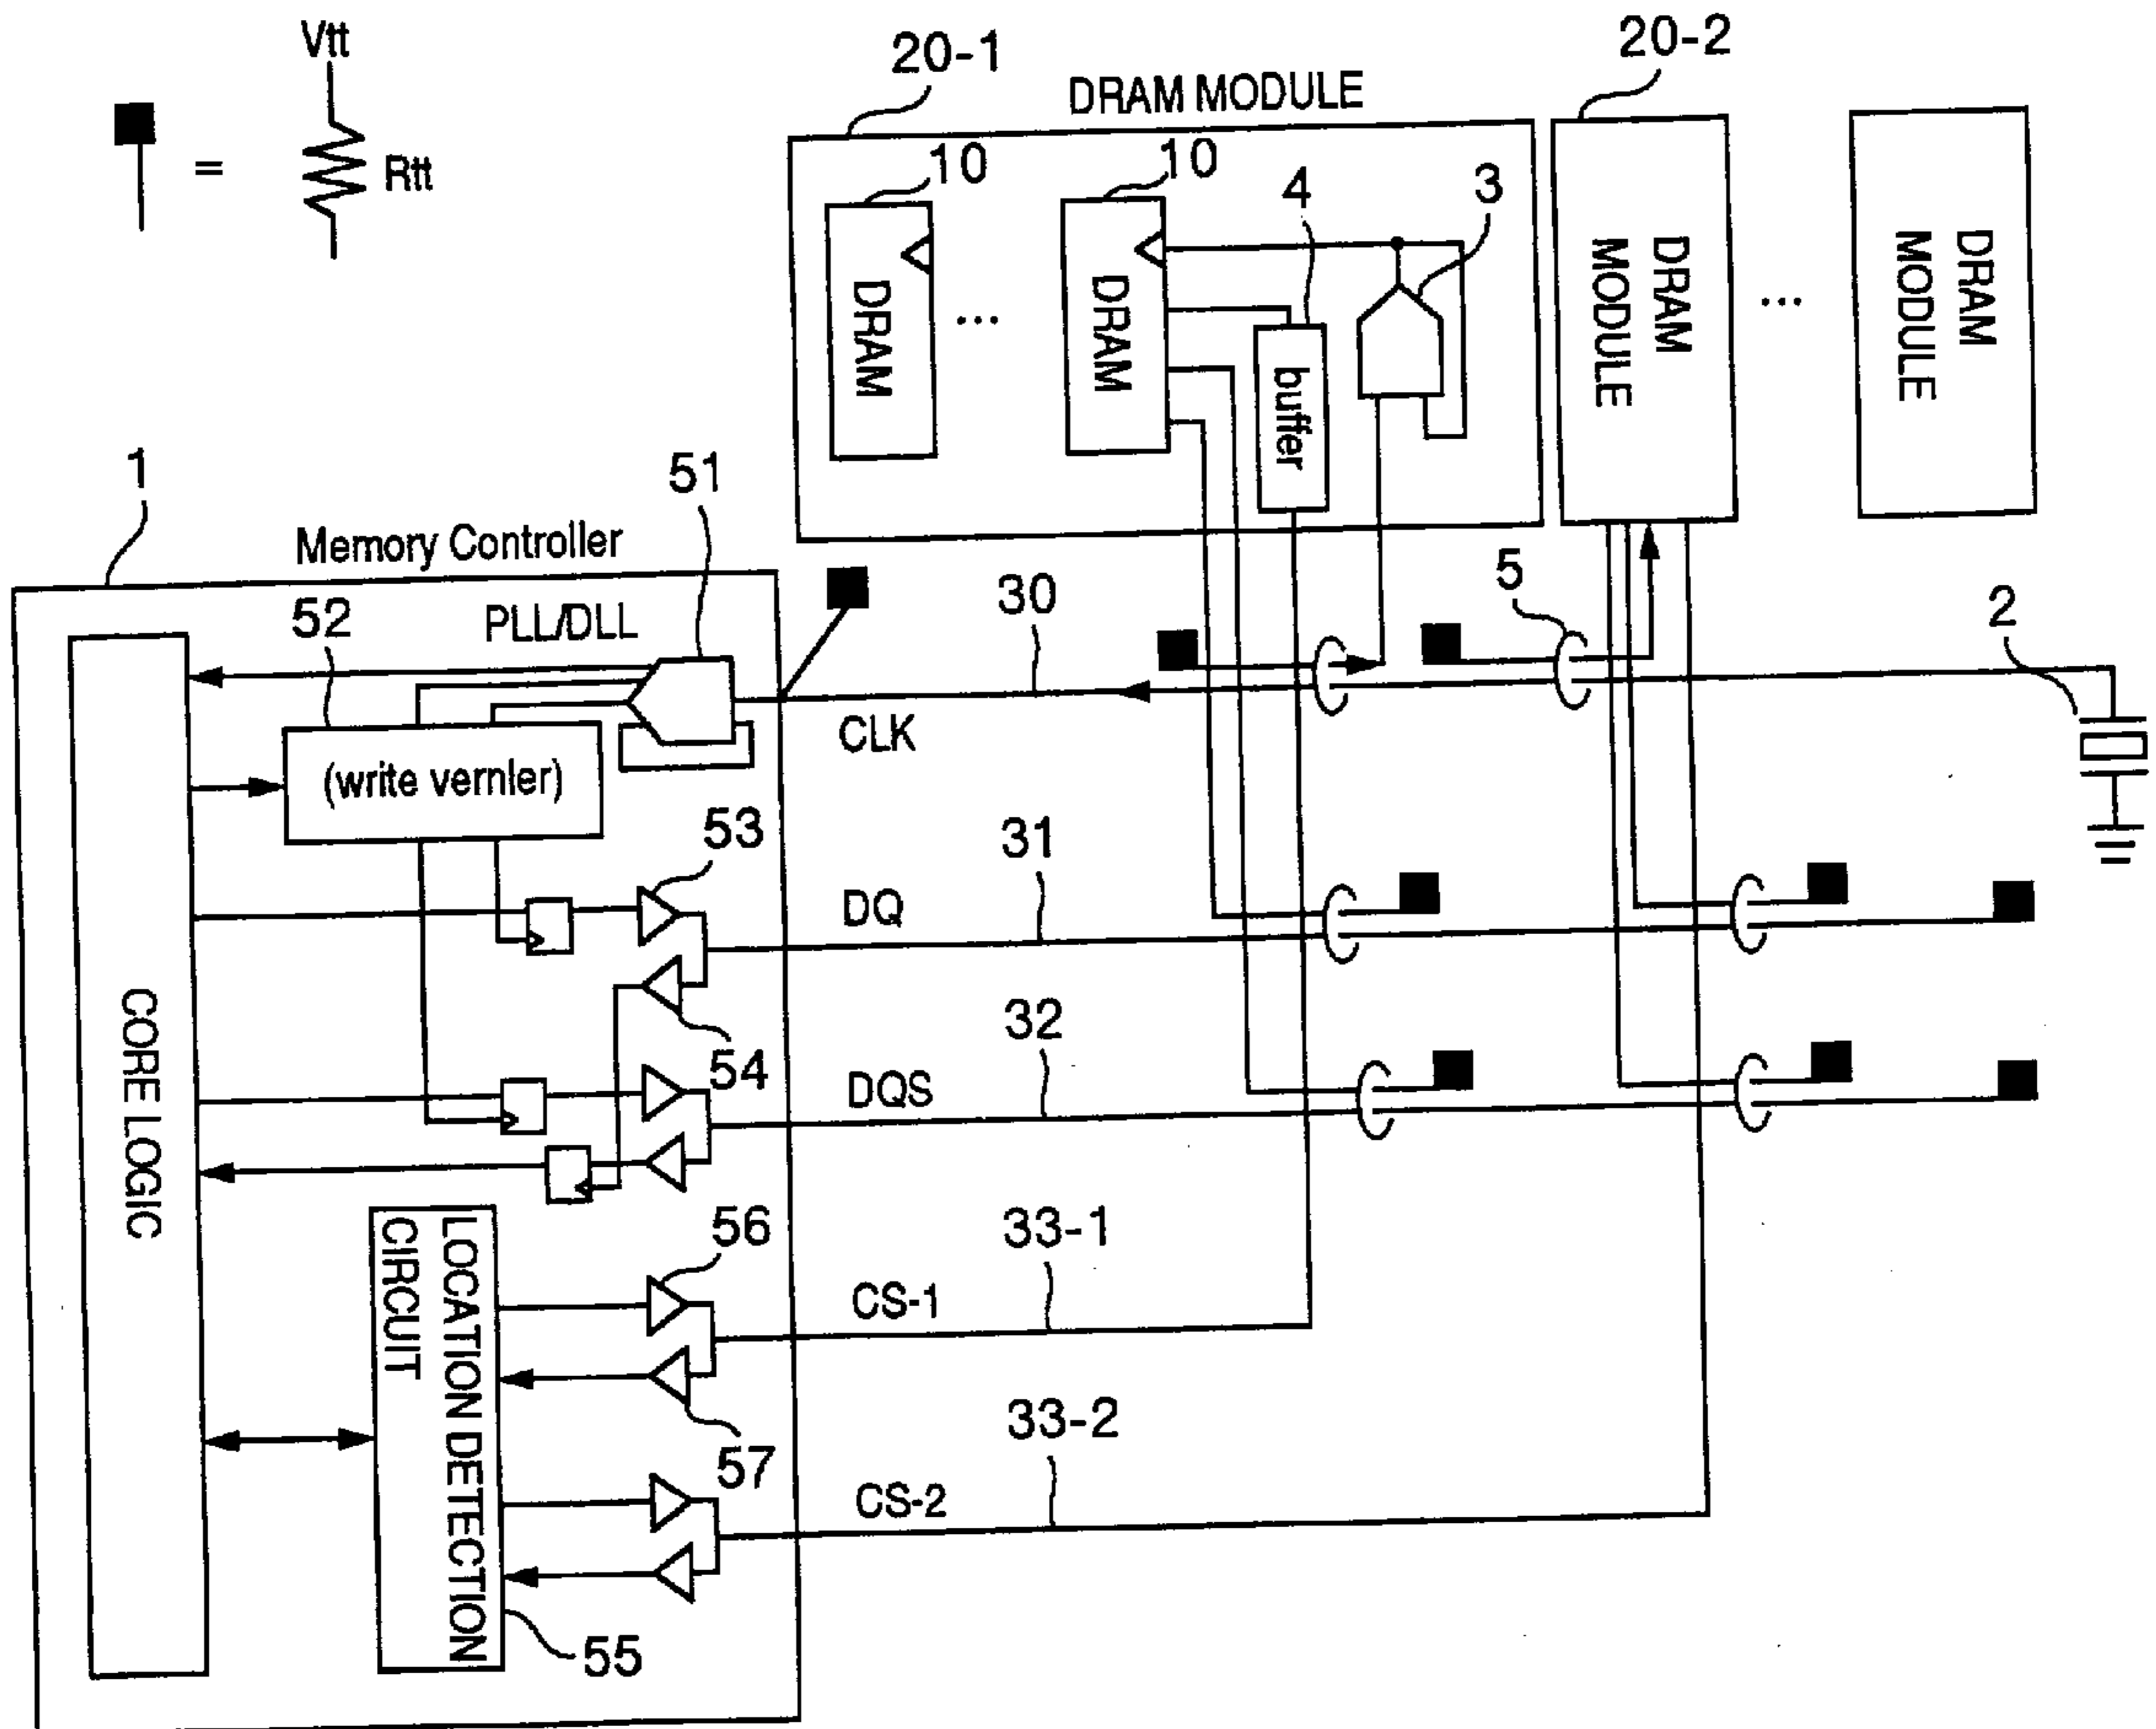 Vtt
=
Rtt
20-1
DRAM MODULE
20-2
10
10
4
3
DRAM
...
DRAM
buffer
DRAM
MODULE
...
DRAM
MODULE
1
Memory Controller
51
52
PLL/DLL
30
5
2
CLK
(write vernier)
53
31
DQ
54
32
DQS
CORE LOGIC
56
33-1
CS-1
LOCATION DETECTION
CIRCUIT
57
33-2
CS-2
55